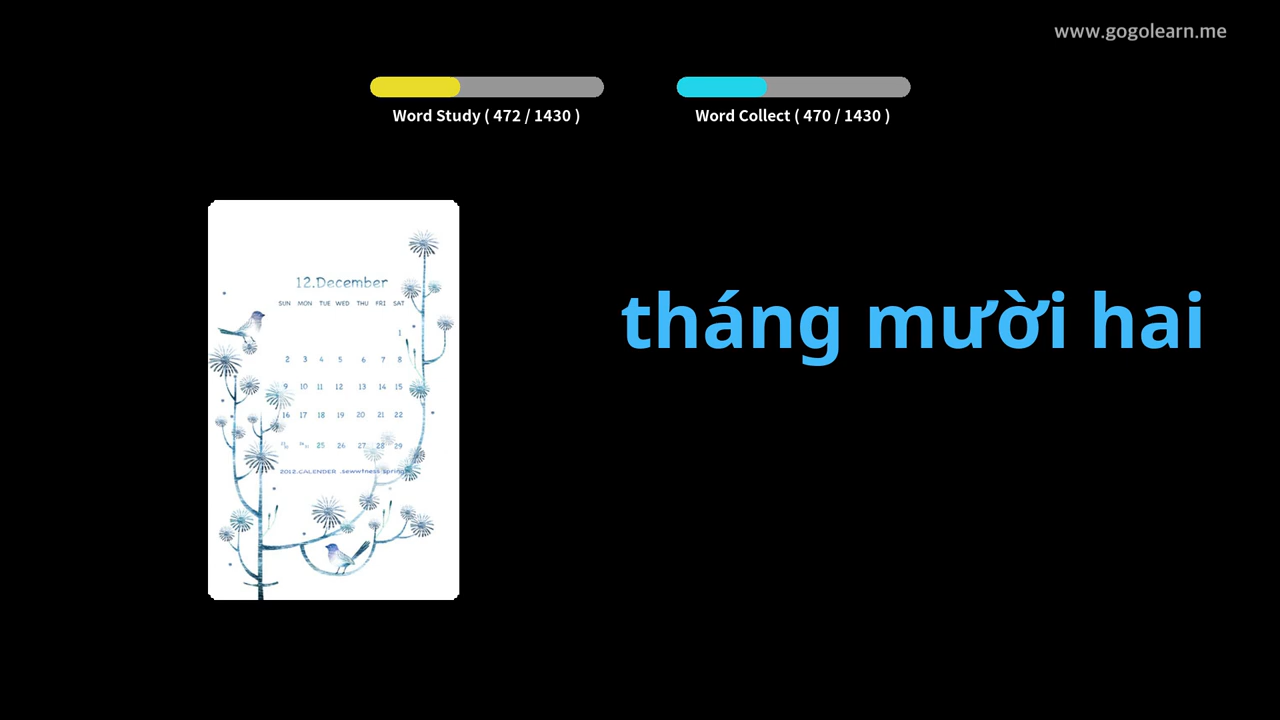 www.gogolearn.me
Word Study ( 472 / 1430 )
Word Collect ( 470 / 1430 )
tháng mười hai
12.December
SUN MON TUE WED THU FRI SAT
1
2 3 4 5 6 7 8
9 10 11 12 13 14 15
16 17 18 19 20 21 22
25 26 27 28 29
2012.CALENDER .sewwtness spring